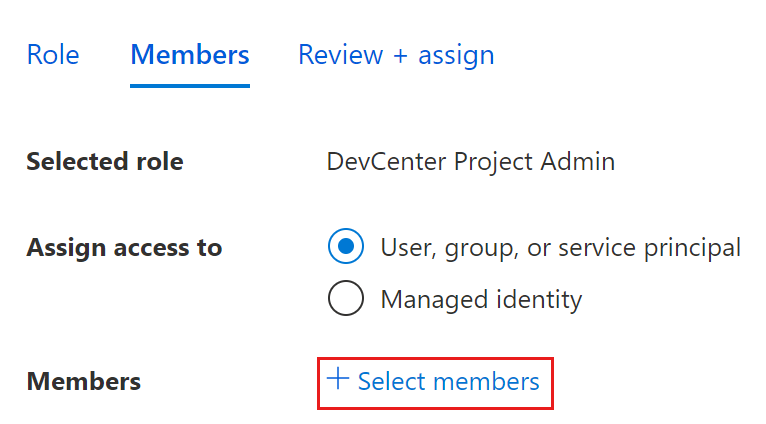 Role Members Review + assign
Selected role DevCenter Project Admin
Assign access to User, group, or service principal
Managed identity
Members + Select members